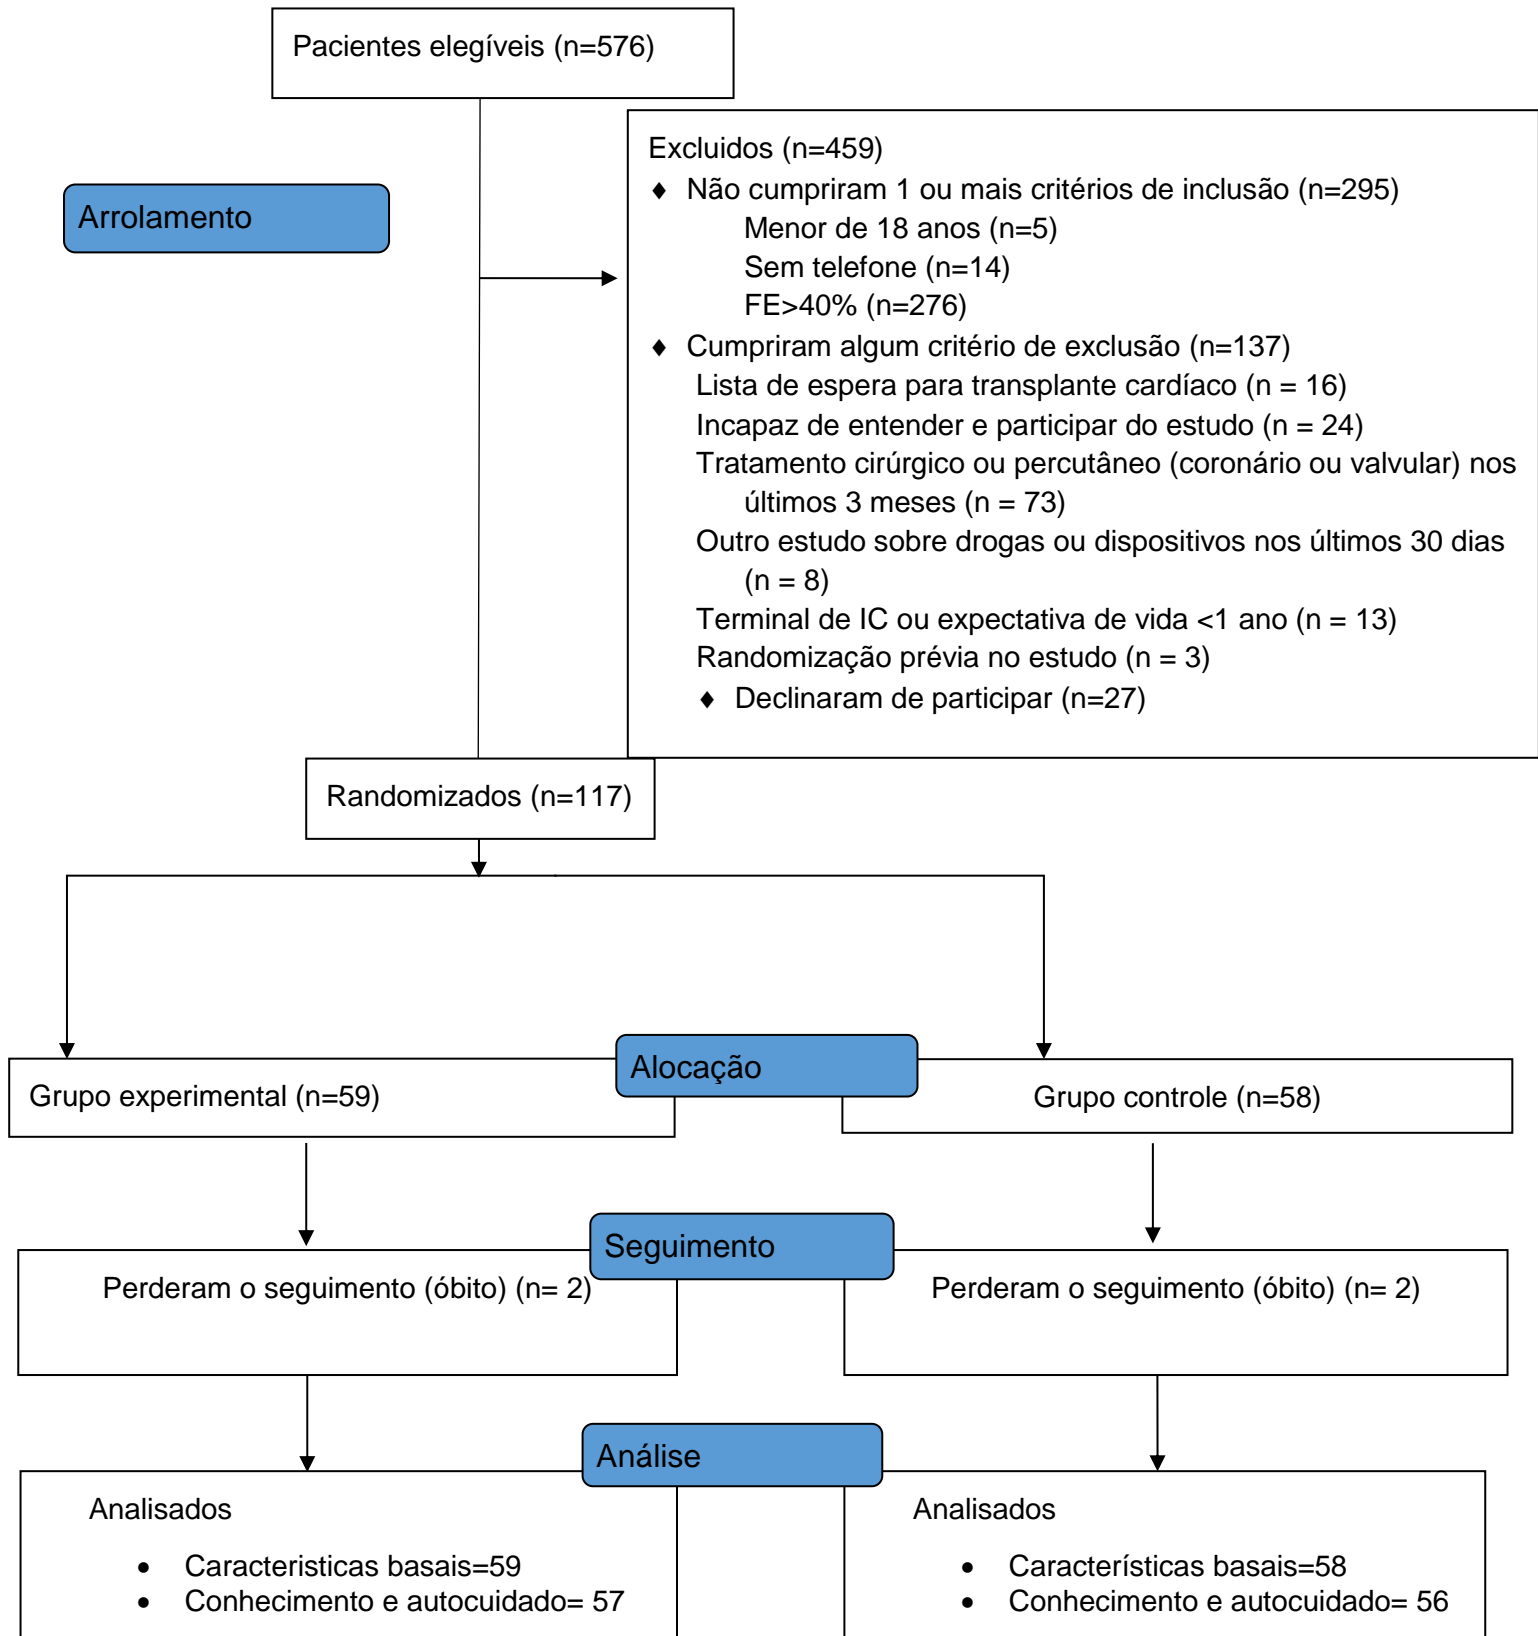 Pacientes elegíveis (n=576)
Excluidos (n=459)
♦ Não cumpriram 1 ou mais critérios de inclusão (n=295)
Menor de 18 anos (n=5)
Sem telefone (n=14)
FE>40% (n=276)
♦ Cumpriram algum critério de exclusão (n=137)
Lista de espera para transplante cardíaco (n = 16)
Incapaz de entender e participar do estudo (n = 24)
Tratamento cirúrgico ou percutâneo (coronário ou valvular) nos
últimos 3 meses (n = 73)
Outro estudo sobre drogas ou dispositivos nos últimos 30 dias
(n = 8)
Terminal de IC ou expectativa de vida <1 ano (n = 13)
Randomização prévia no estudo (n = 3)
♦ Declinaram de participar (n=27)
Arrolamento
Randomizados (n=117)
Alocação
Grupo experimental (n=59)
Grupo controle (n=58)
Seguimento
Perderam o seguimento (óbito) (n= 2)
Perderam o seguimento (óbito) (n= 2)
Análise
Analisados
• Caracteristicas basais=59
• Conhecimento e autocuidado= 57
Analisados
• Características basais=58
• Conhecimento e autocuidado= 56